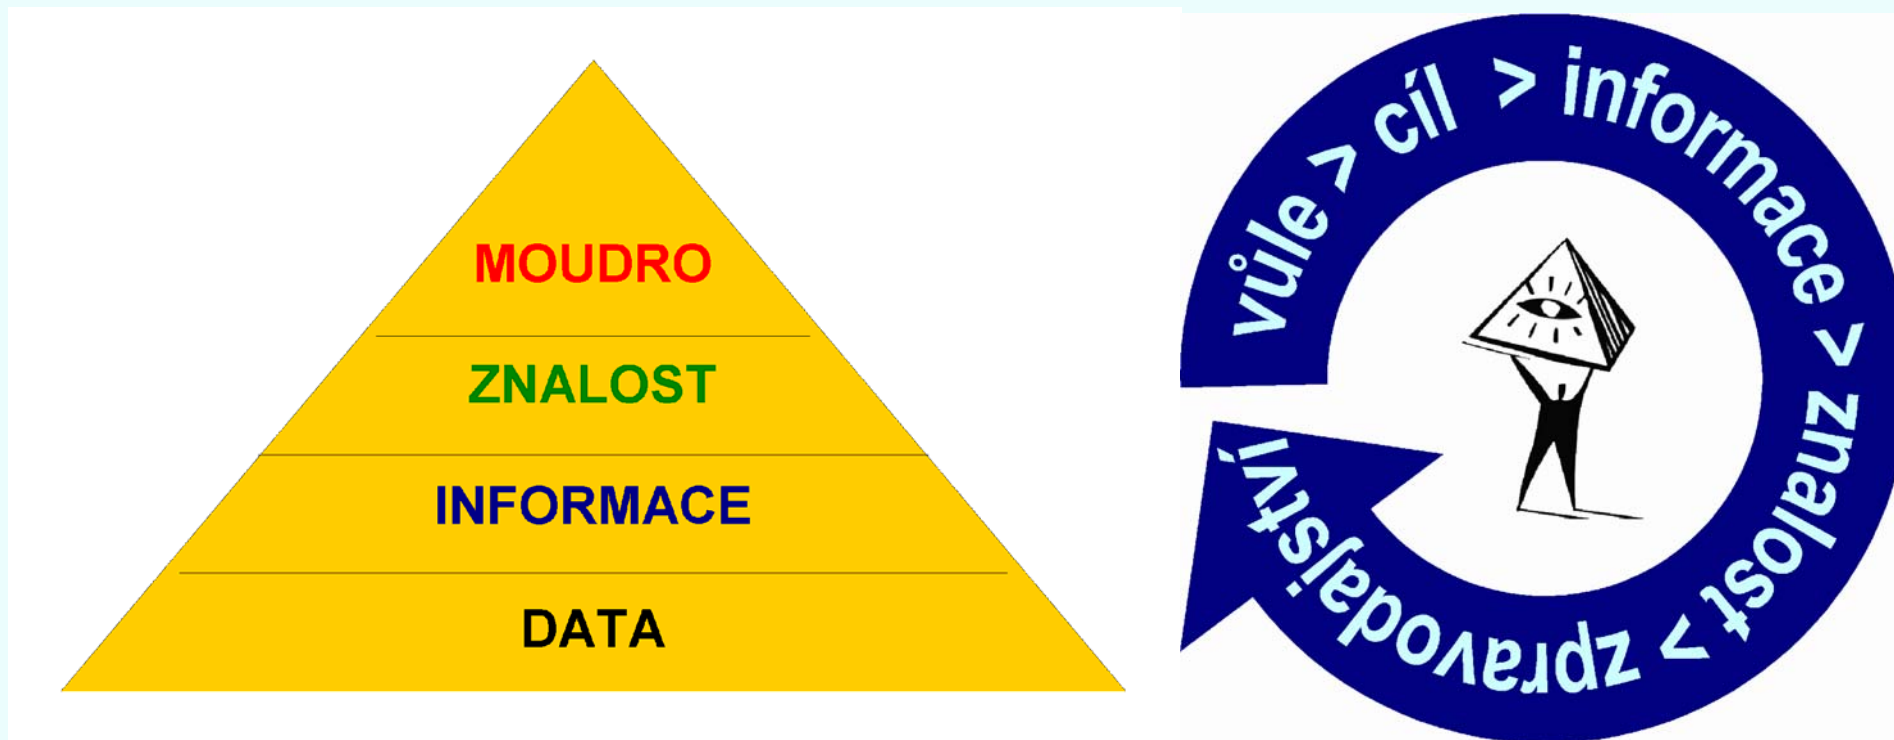 MOUDRO
ZNALOST
INFORMACE
DATA
vůle > cíl > informace > znalost > zpravodajství